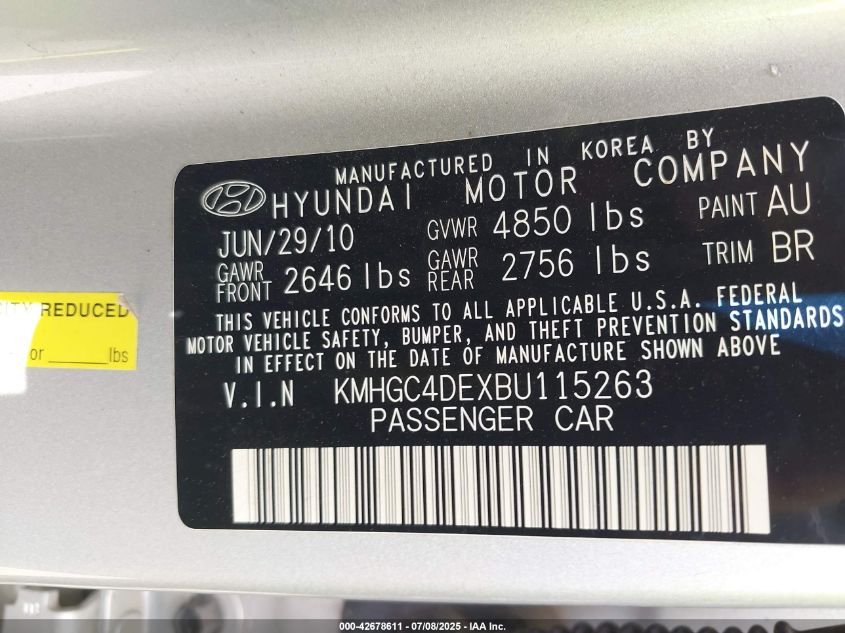 MANUFACTURED IN KOREA BY
HYUNDAI MOTOR COMPANY
JUN/29/10 GVWR 4850 lbs PAINT AU
GAWR FRONT 2646 lbs GAWR REAR 2756 lbs TRIM BR
THIS VEHICLE CONFORMS TO ALL APPLICABLE U.S.A. FEDERAL
MOTOR VEHICLE SAFETY, BUMPER, AND THEFT PREVENTION STANDARDS
IN EFFECT ON THE DATE OF MANUFACTURE SHOWN ABOVE
V.I.N KMHGC4DEXBU115263
PASSENGER CAR
REDUCED
or ______lbs
000-42678611 - 07/08/2025 - IAA Inc.